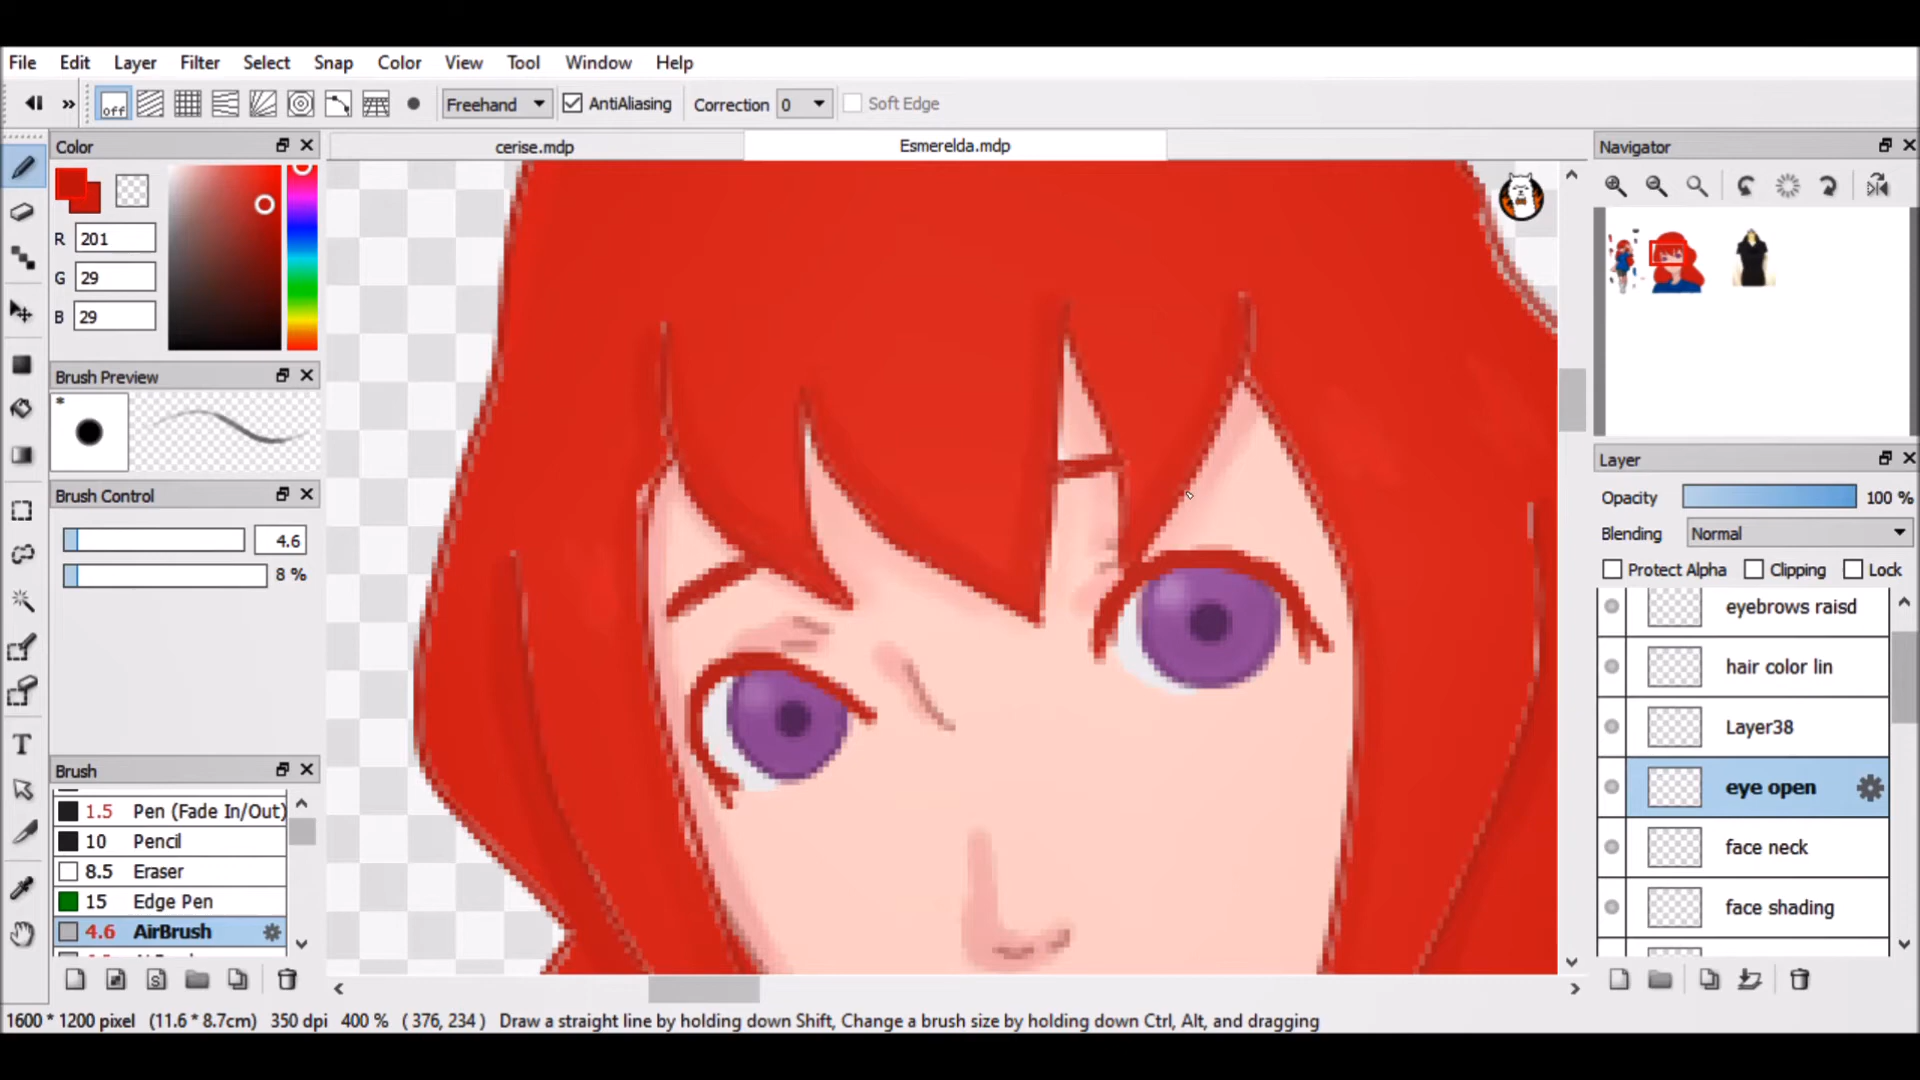 File Edit Layer Filter Select Snap Color View Tool Window Help
off Freehand AntiAliasing Correction 0 Soft Edge
Color
cerise.mdp Esmerelda.mdp
Navigator
R 201
G 29
B 29
Brush Preview
*
Brush Control
4.6
8 %
Brush
1.5 Pen (Fade In/Out)
10 Pencil
8.5 Eraser
15 Edge Pen
4.6 AirBrush
T
Layer
Opacity 100 %
Blending Normal
Protect Alpha Clipping Lock
eyebrows raisd
hair color lin
Layer38
eye open
face neck
face shading
1600 * 1200 pixel (11.6 * 8.7cm) 350 dpi 400 % ( 376, 234 ) Draw a straight line by holding down Shift, Change a brush size by holding down Ctrl, Alt, and dragging